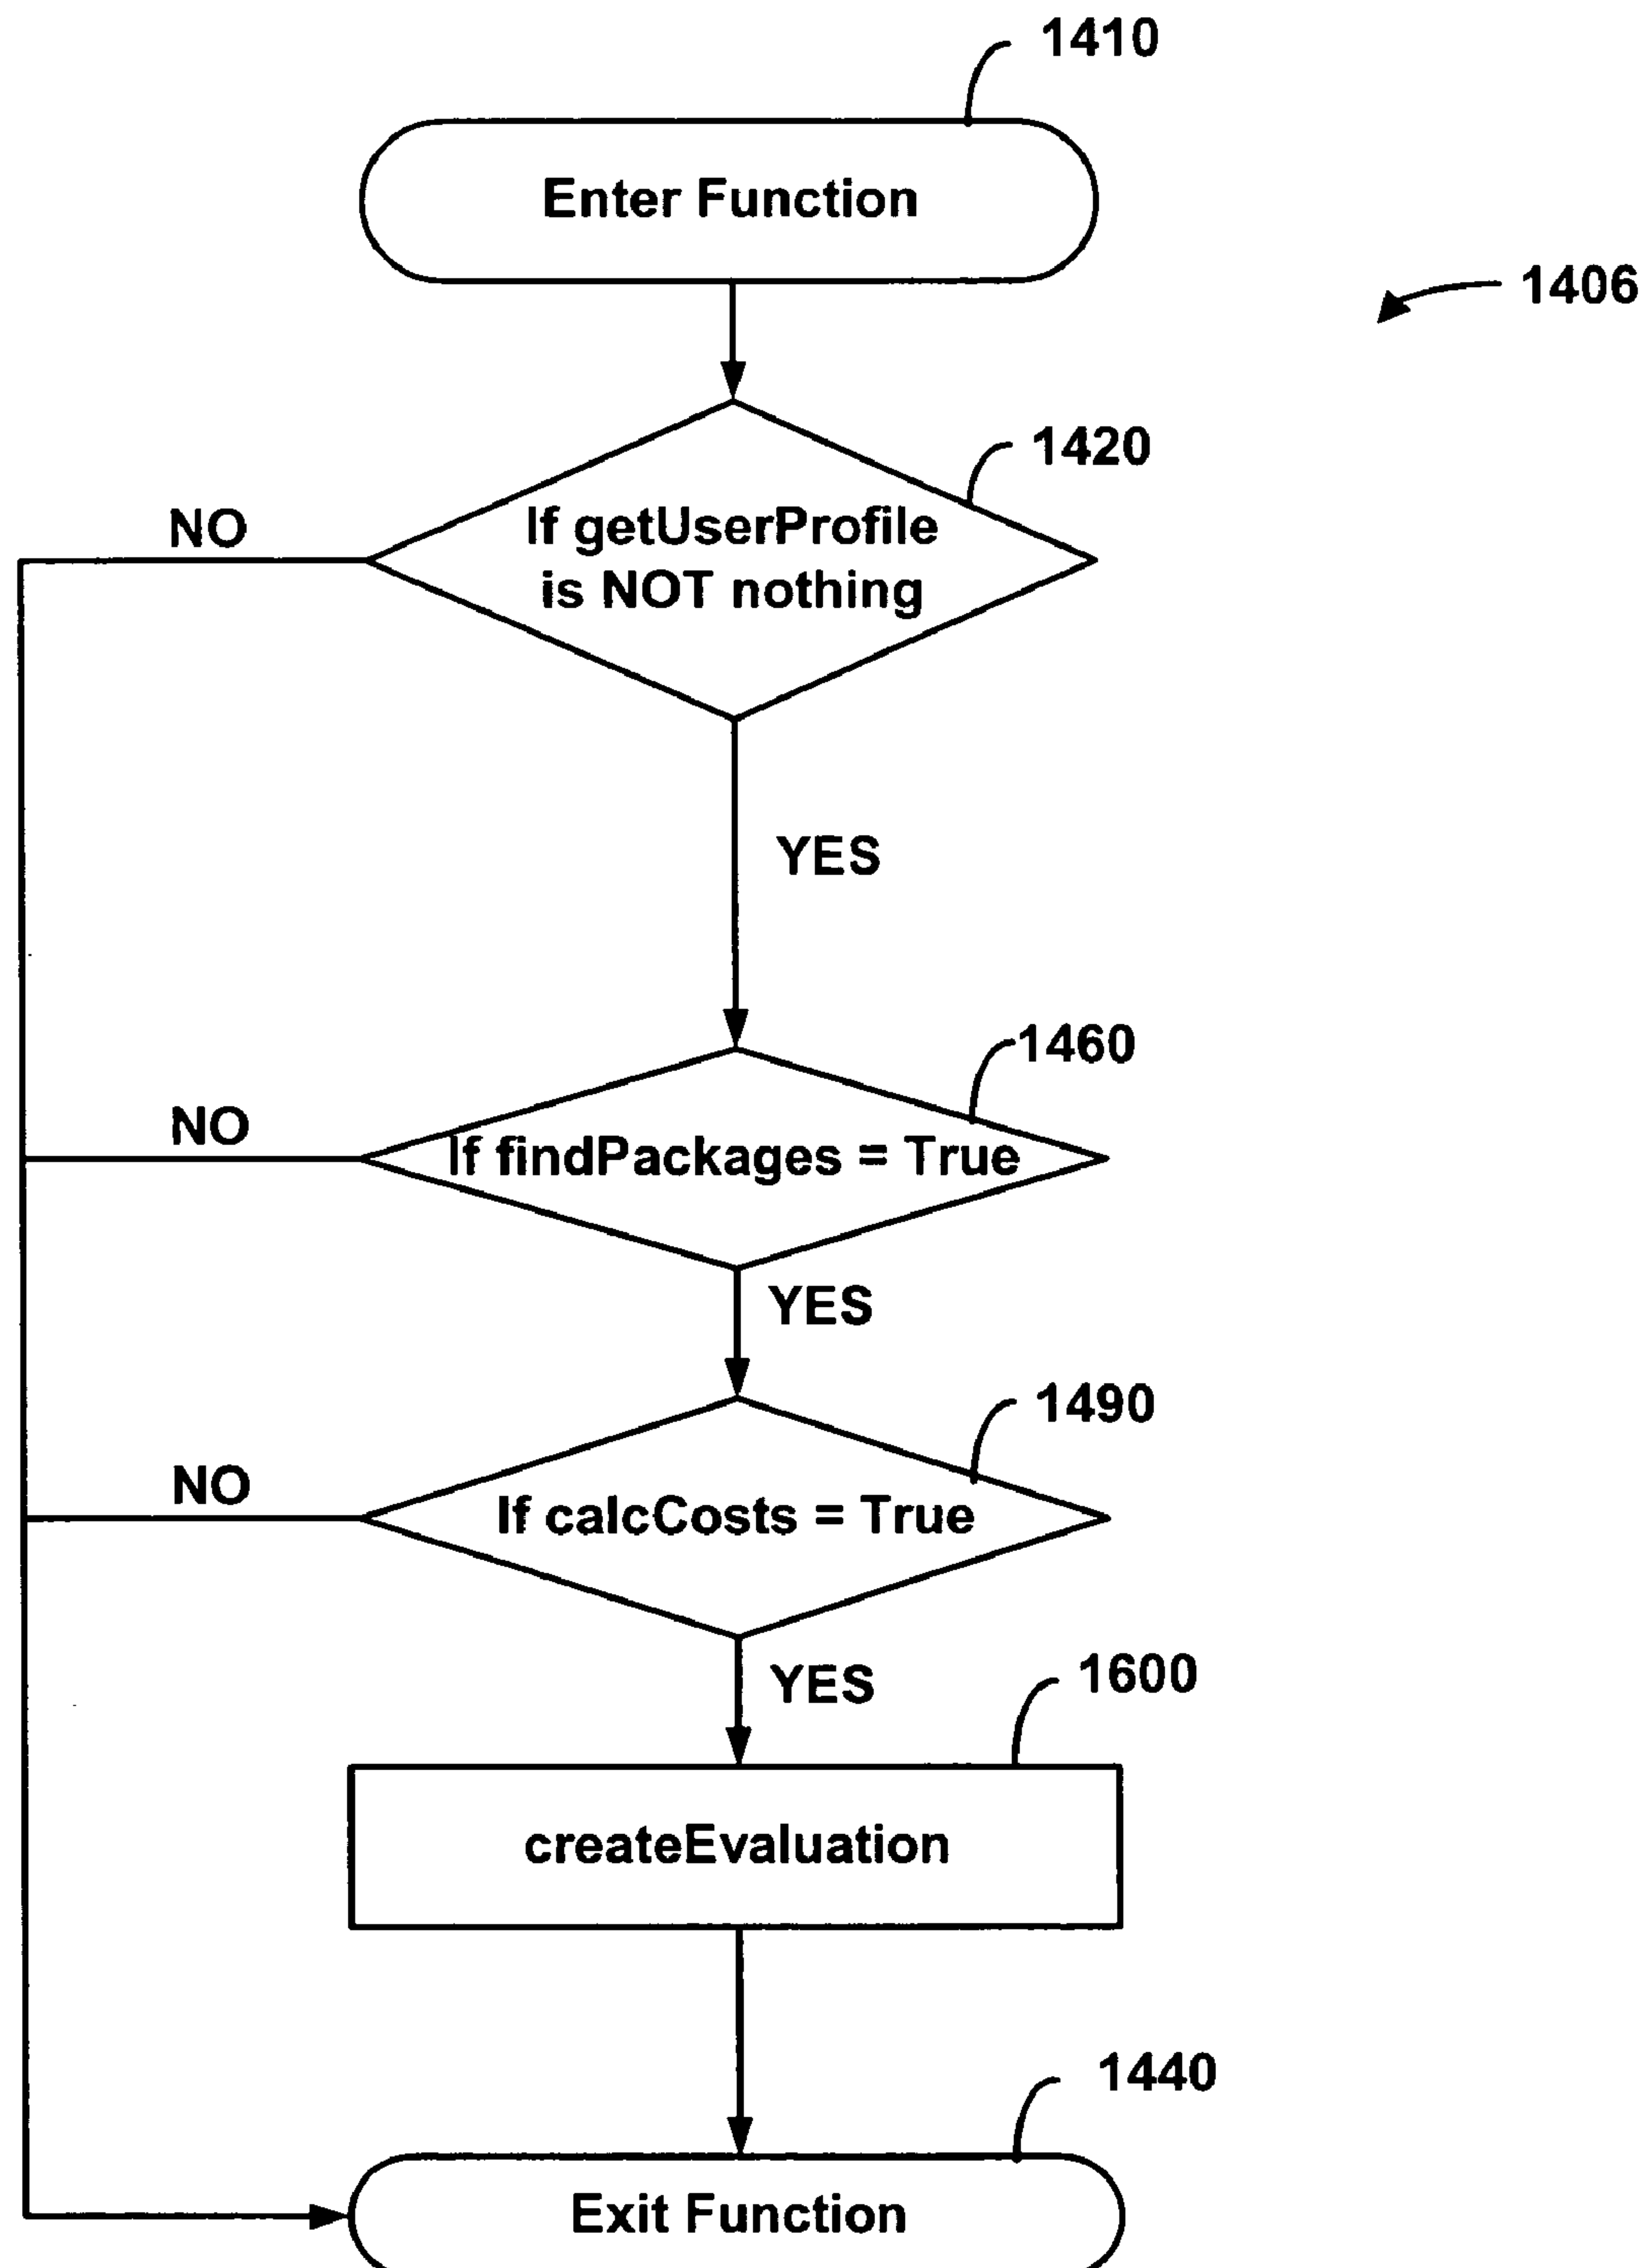 1410
Enter Function
1406
1420
If getUserProfile
is NOT nothing
NO
YES
1460
NO
If findPackages = True
YES
1490
NO
If calcCosts = True
YES
1600
createEvaluation
1440
Exit Function